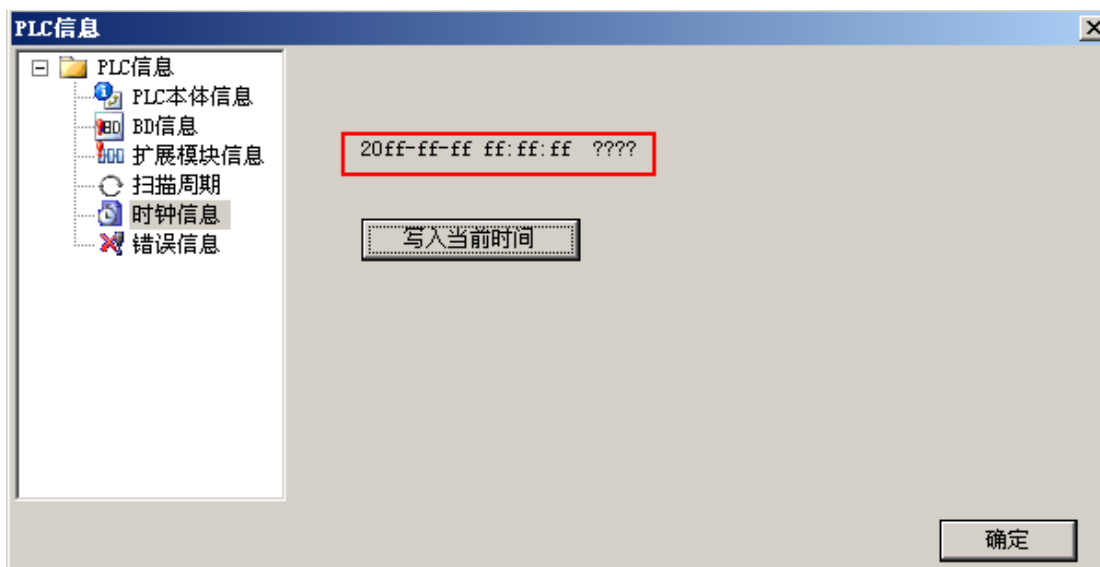 PLC信息
PLC信息
PLC本体信息
BD信息
扩展模块信息
扫描周期
时钟信息
错误信息
20ff-ff-ff ff:ff:ff ????
写入当前时间
确定